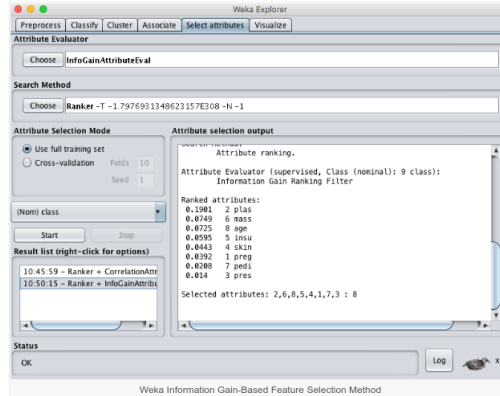 Weka Explorer
Preprocess Classify Cluster Associate Select attributes Visualize
Attribute Evaluator
Choose InfoGainAttributeEval
Search Method
Choose Ranker -T -1.7976931348623157E308 -N -1
Attribute Selection Mode
Use full training set
Cross-validation Folds 10
Seed 1
(Nom) class
Start Stop
Result list (right-click for options)
10:45:59 - Ranker + CorrelationAttr
10:50:15 - Ranker + InfoGainAttribu
Attribute selection output
Attribute ranking.
Attribute Evaluator (supervised, Class (nominal): 9 class):
Information Gain Ranking Filter
Ranked attributes:
0.1901 2 plas
0.0749 6 mass
0.0725 8 age
0.0595 5 insu
0.0443 4 skin
0.0392 1 preg
0.0208 7 pedi
0.014 3 pres
Selected attributes: 2,6,8,5,4,1,7,3 : 8
Status
OK
Log x
Weka Information Gain-Based Feature Selection Method